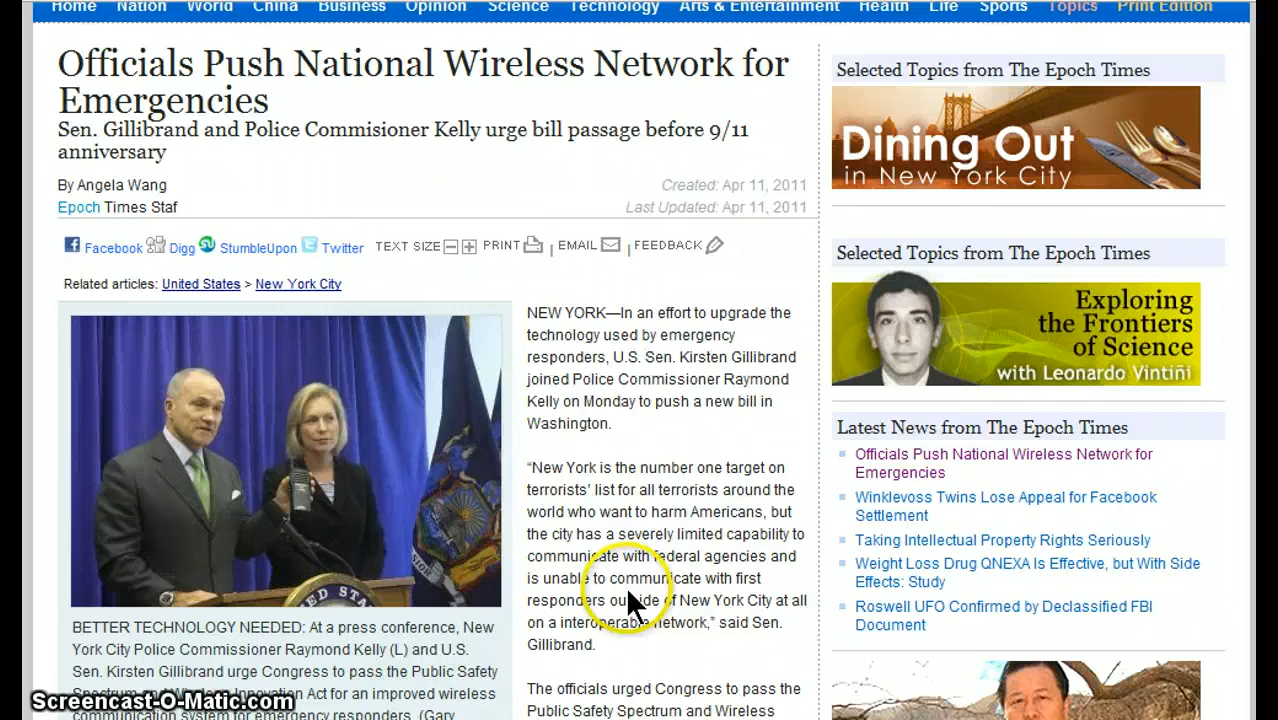 Home Nation World China Business Opinion Science Technology Arts & Entertainment Health Life Sports Topics Print Edition
Officials Push National Wireless Network for
Emergencies
Sen. Gillibrand and Police Commisioner Kelly urge bill passage before 9/11
anniversary
By Angela Wang
Created: Apr 11, 2011
Epoch Times Staf
Last Updated: Apr 11, 2011
Facebook Digg StumbleUpon Twitter TEXT SIZE PRINT | EMAIL | FEEDBACK
Related articles: United States > New York City
NEW YORK—In an effort to upgrade the
technology used by emergency
responders, U.S. Sen. Kirsten Gillibrand
joined Police Commissioner Raymond
Kelly on Monday to push a new bill in
Washington.
“New York is the number one target on
terrorists’ list for all terrorists around the
world who want to harm Americans, but
the city has a severely limited capability to
communicate with federal agencies and
is unable to communicate with first
responders outside of New York City at all
on a interoperable network,” said Sen.
Gillibrand.
The officials urged Congress to pass the
Public Safety Spectrum and Wireless
BETTER TECHNOLOGY NEEDED: At a press conference, New
York City Police Commissioner Raymond Kelly (L) and U.S.
Sen. Kirsten Gillibrand urge Congress to pass the Public Safety
Spectrum and Wireless Innovation Act for an improved wireless
communication system for emergency responders. (Gary
Selected Topics from The Epoch Times
Dining Out
in New York City
Selected Topics from The Epoch Times
Exploring
the Frontiers
of Science
with Leonardo Vintiñi
Latest News from The Epoch Times
Officials Push National Wireless Network for
Emergencies
Winklevoss Twins Lose Appeal for Facebook
Settlement
Taking Intellectual Property Rights Seriously
Weight Loss Drug QNEXA Is Effective, but With Side
Effects: Study
Roswell UFO Confirmed by Declassified FBI
Document
Screencast-O-Matic.com